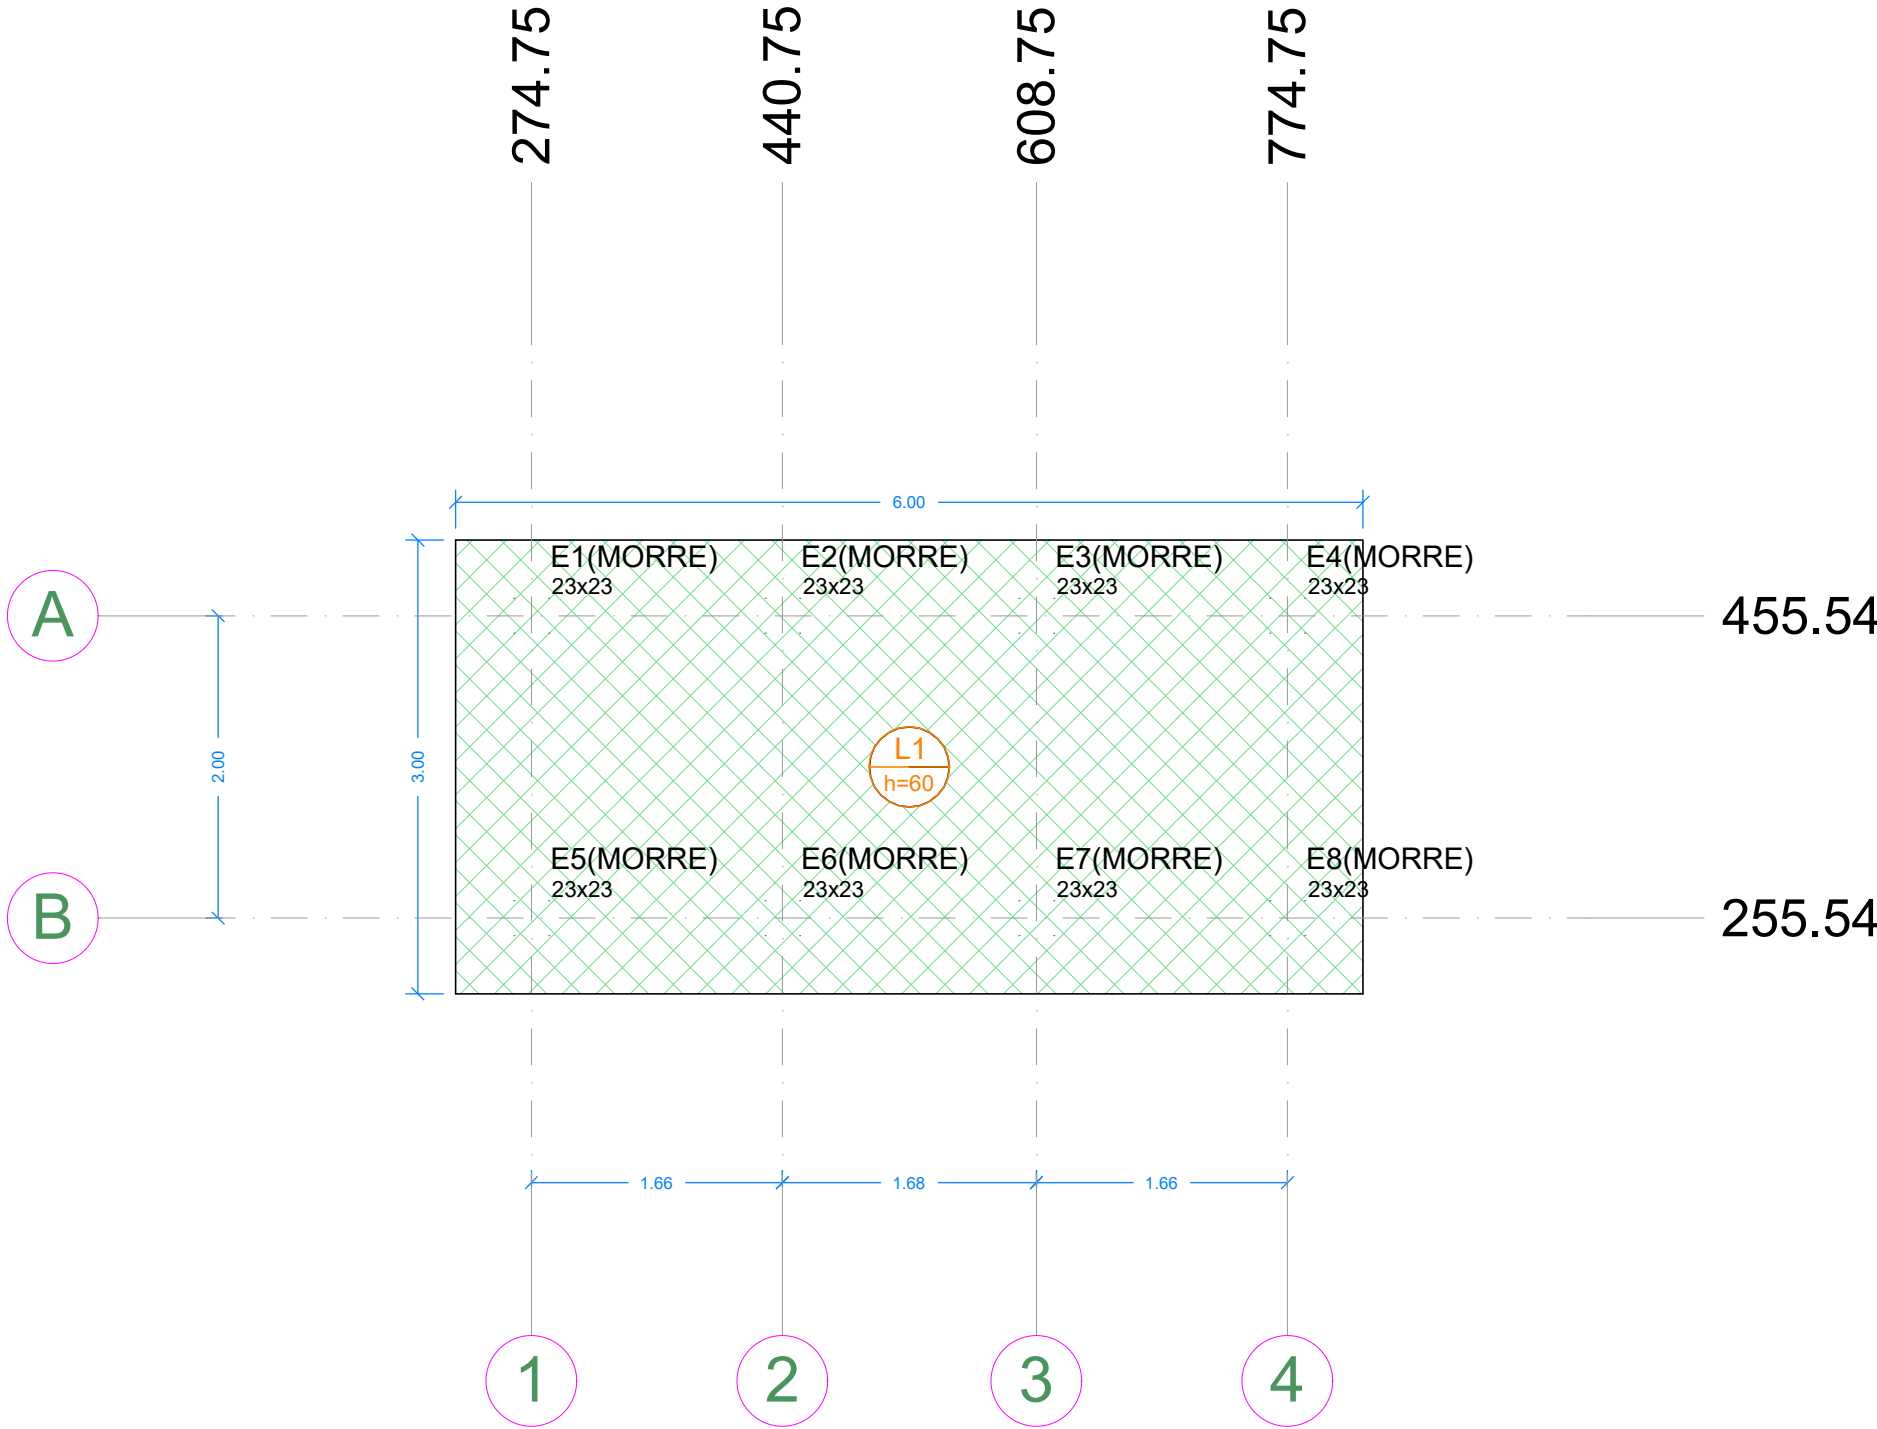 274.75
440.75
608.75
774.75
6.00
E1(MORRE)
23x23
E2(MORRE)
23x23
E3(MORRE)
23x23
E4(MORRE)
23x23
A
455.54
2.00
3.00
L1
h=60
E5(MORRE)
23x23
E6(MORRE)
23x23
E7(MORRE)
23x23
E8(MORRE)
23x23
B
255.54
1.66
1.68
1.66
1
2
3
4